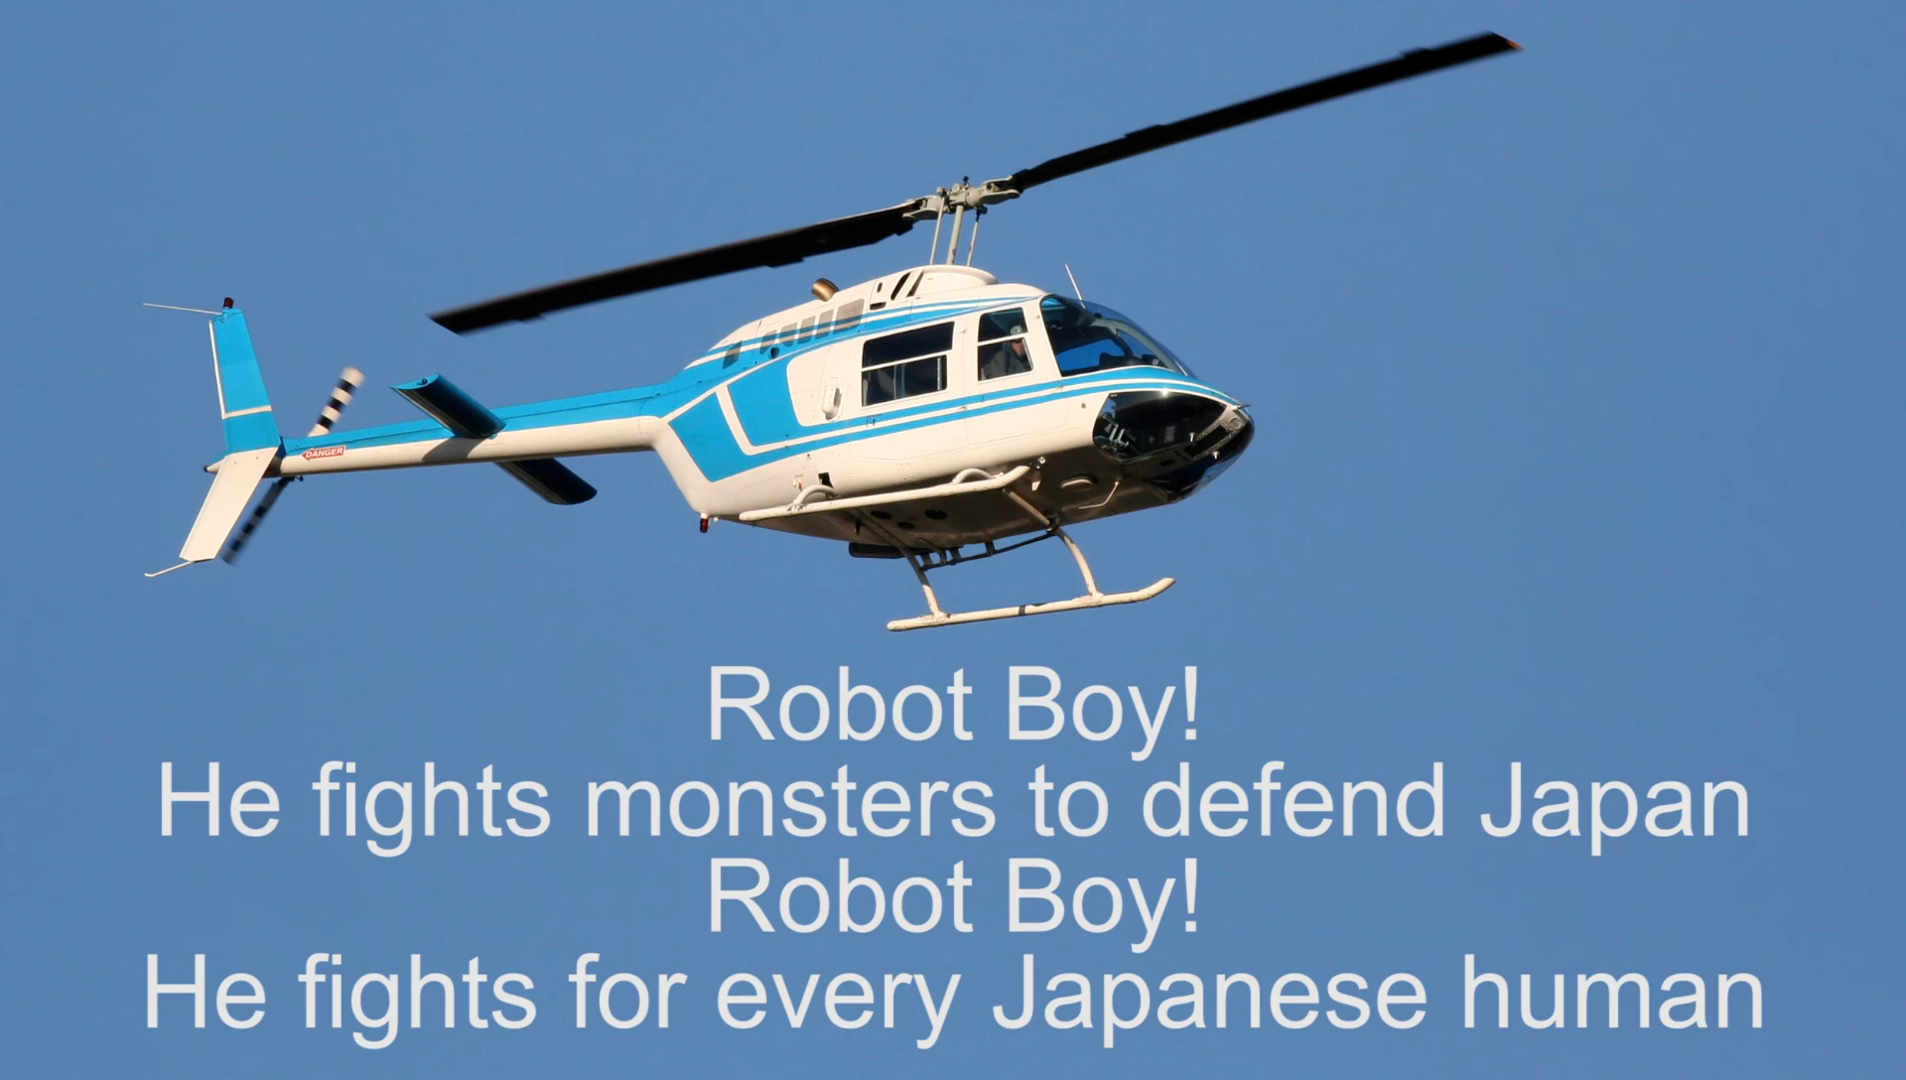 DANGER
Robot Boy!
He fights monsters to defend Japan
Robot Boy!
He fights for every Japanese human